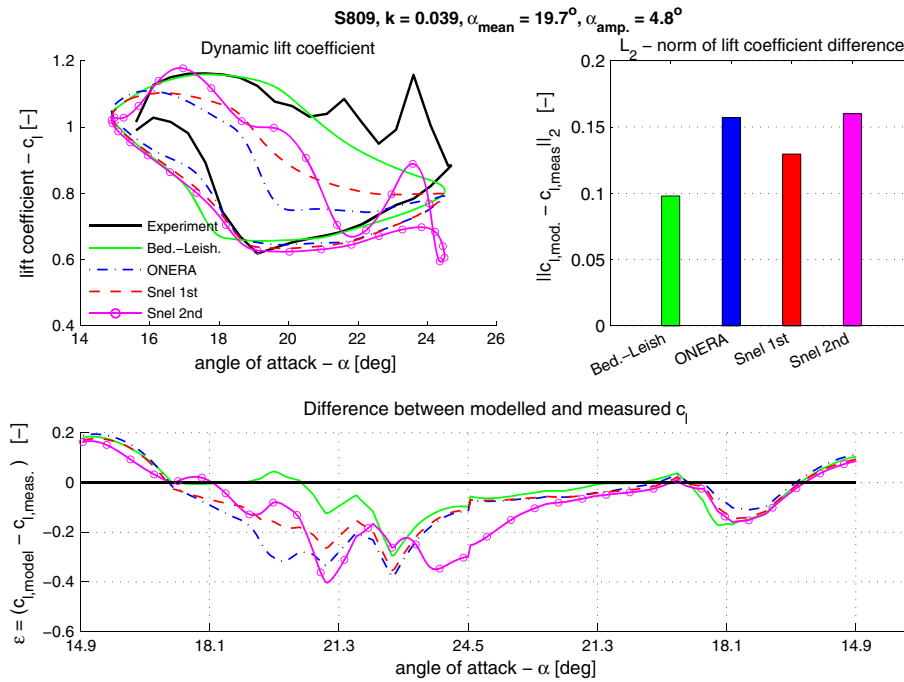 S809, k = 0.039, α_mean = 19.7°, α_amp. = 4.8°
Dynamic lift coefficient
1.2
1
0.8
0.6
0.4
lift coefficient − c_l [−]
Experiment
Bed.−Leish.
ONERA
Snel 1st
Snel 2nd
14 16 18 20 22 24 26
angle of attack − α [deg]
L_2 − norm of lift coefficient difference
0.2
0.15
0.1
0.05
0
||c_l,mod. − c_l,meas||_2 [−]
Bed.−Leish
ONERA
Snel 1st
Snel 2nd
Difference between modelled and measured c_l
0.2
0
−0.2
−0.4
−0.6
ε = (c_l,model − c_l,meas.) [−]
14.9 18.1 21.3 24.5 21.3 18.1 14.9
angle of attack − α [deg]